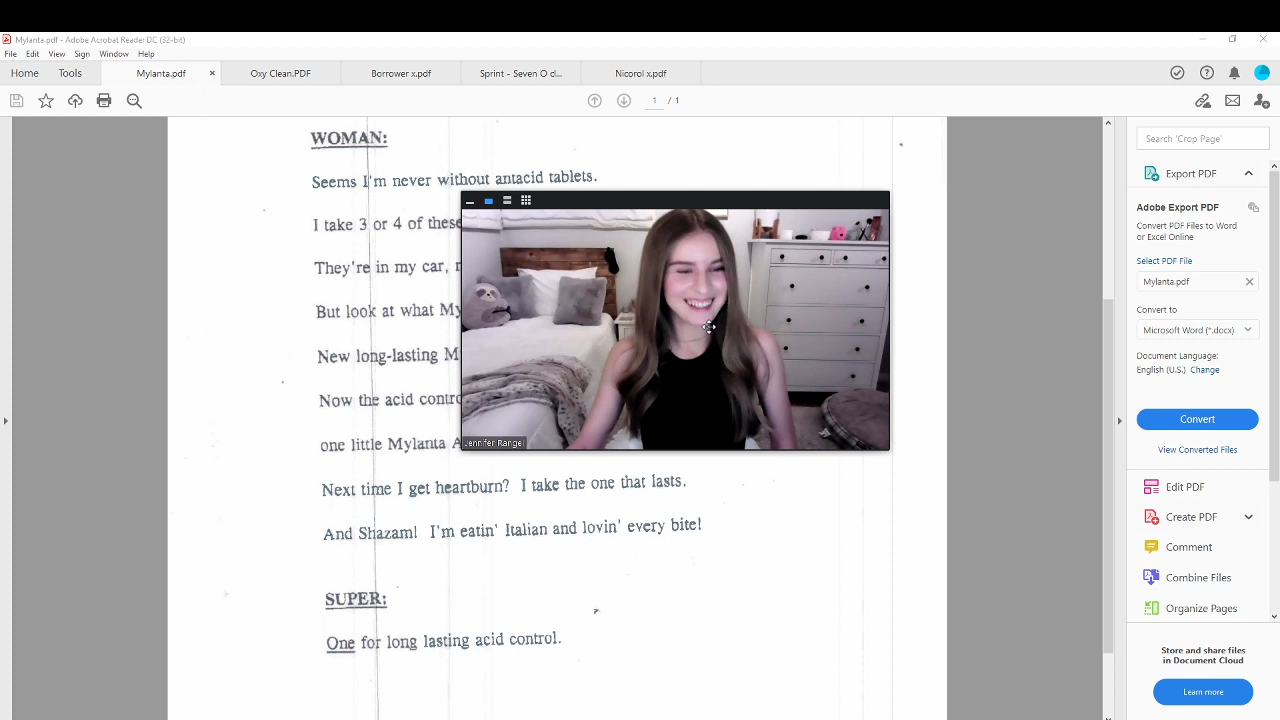 Mylanta.pdf - Adobe Acrobat Reader DC (32-bit)
File Edit View Sign Window Help
Home Tools Mylanta.pdf × Oxy Clean.PDF Borrower x.pdf Sprint - Seven O d... Nicorol x.pdf
1 / 1
WOMAN:
Seems I'm never without antacid tablets.
I take 3 or 4 of these
They're in my car,
But look at what My
New long-lasting M
Now the acid contro
one little Mylanta A
Next time I get heartburn? I take the one that lasts.
And Shazam! I'm eatin' Italian and lovin' every bite!
SUPER:
One for long lasting acid control.
Jennifer Rangel
Search 'Crop Page'
Export PDF
Adobe Export PDF
Convert PDF Files to Word
or Excel Online
Select PDF File
Mylanta.pdf
Convert to
Microsoft Word (*.docx)
Document Language:
English (U.S.) Change
Convert
View Converted Files
Edit PDF
Create PDF
Comment
Combine Files
Organize Pages
Store and share files
in Document Cloud
Learn more